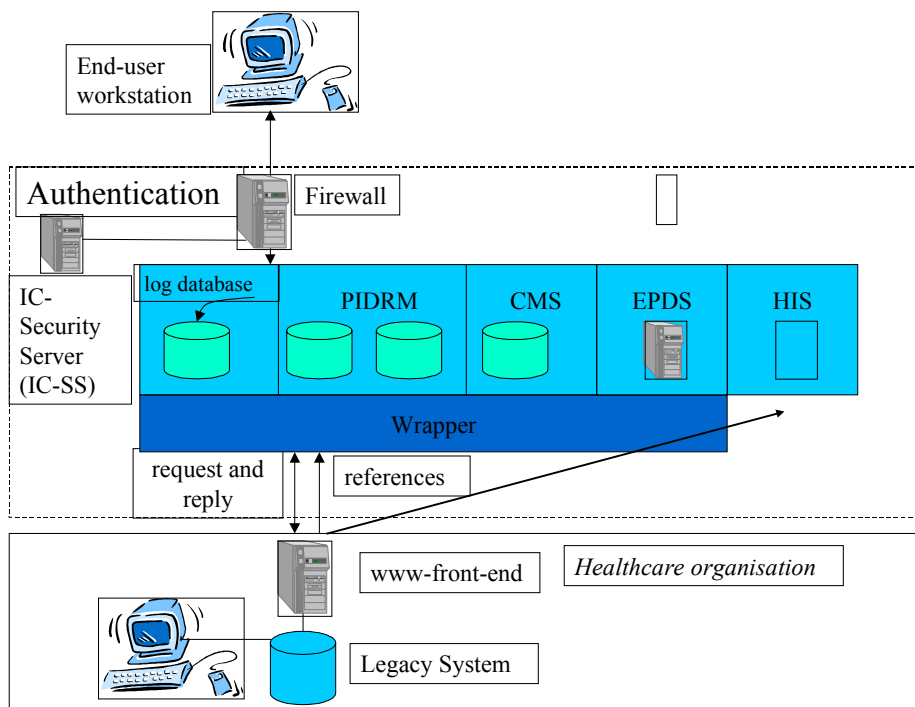 End-user
workstation
Authentication
Firewall
IC-
Security
Server
(IC-SS)
log database
PIDRM
CMS
EPDS
HIS
Wrapper
request and
reply
references
www-front-end
Healthcare organisation
Legacy System